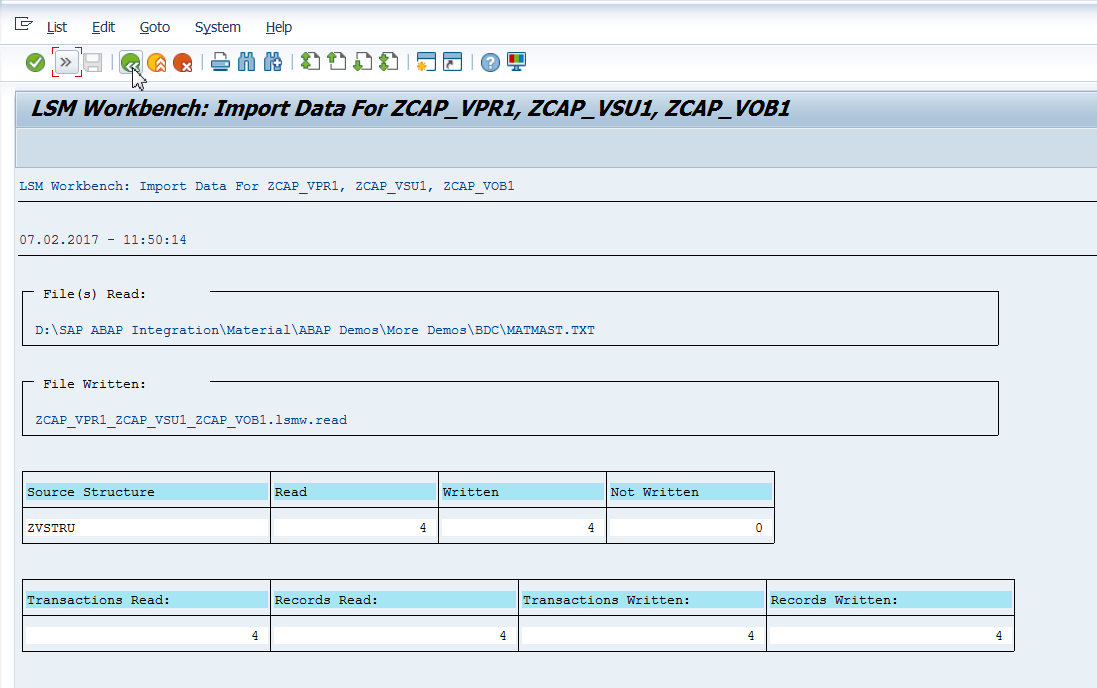 List Edit Goto System Help
LSM Workbench: Import Data For ZCAP_VPR1, ZCAP_VSU1, ZCAP_VOB1
LSM Workbench: Import Data For ZCAP_VPR1, ZCAP_VSU1, ZCAP_VOB1
07.02.2017 - 11:50:14
File(s) Read:
D:\SAP ABAP Integration\Material\ABAP Demos\More Demos\BDC\MATMAST.TXT
File Written:
ZCAP_VPR1_ZCAP_VSU1_ZCAP_VOB1.lsmw.read
Source Structure Read Written Not Written
ZVSTRU 4 4 0
Transactions Read: Records Read: Transactions Written: Records Written:
4 4 4 4